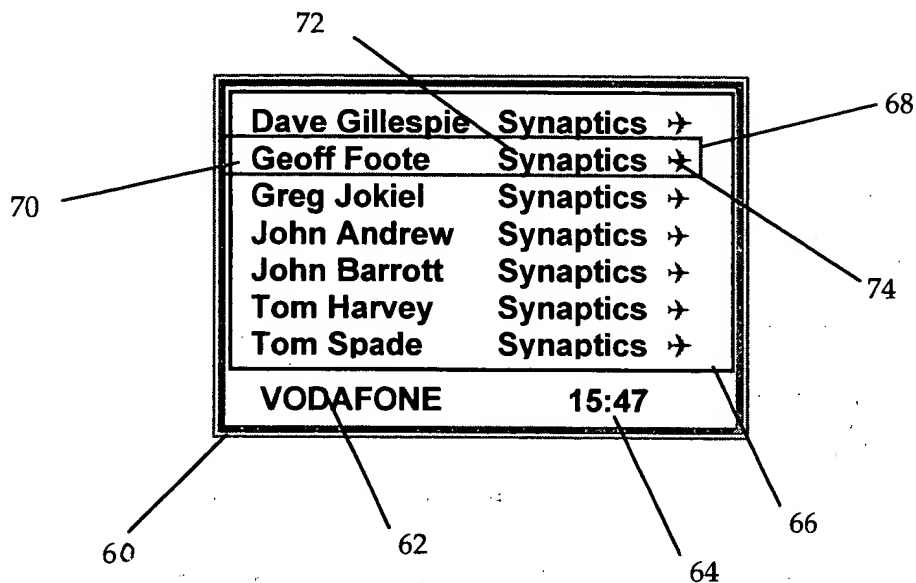 72
68
Dave Gillespie Synaptics ✈
70 Geoff Foote Synaptics ✈
Greg Jokiel Synaptics ✈
John Andrew Synaptics ✈
John Barrott Synaptics ✈
74
Tom Harvey Synaptics ✈
Tom Spade Synaptics ✈
VODAFONE 15:47
60 62 64 66